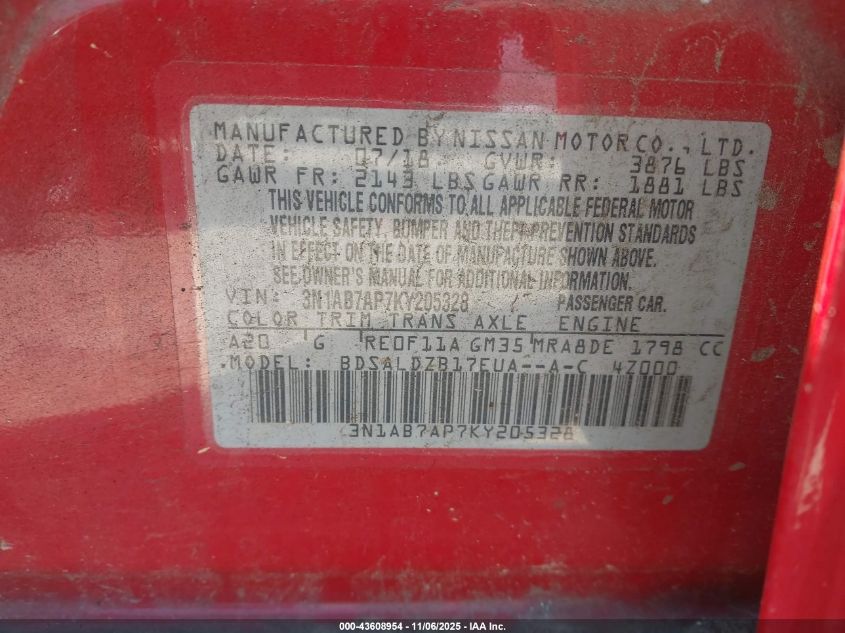 MANUFACTURED BY NISSAN MOTOR CO., LTD.
DATE: 07/18 GVWR: 3876 LBS
GAWR FR: 2143 LBS GAWR RR: 1881 LBS
THIS VEHICLE CONFORMS TO ALL APPLICABLE FEDERAL MOTOR
VEHICLE SAFETY, BUMPER AND THEFT PREVENTION STANDARDS
IN EFFECT ON THE DATE OF MANUFACTURE SHOWN ABOVE.
SEE OWNER'S MANUAL FOR ADDITIONAL INFORMATION.
VIN: 3N1AB7AP7KY205328 PASSENGER CAR.
COLOR TRIM TRANS AXLE ENGINE
A20 G RE0F11A GM35 MRA8DE 1798 CC
MODEL: BDSALDZB17EUA--A-C 4Z000
3N1AB7AP7KY205328
000-43608954 - 11/06/2025 - IAA Inc.